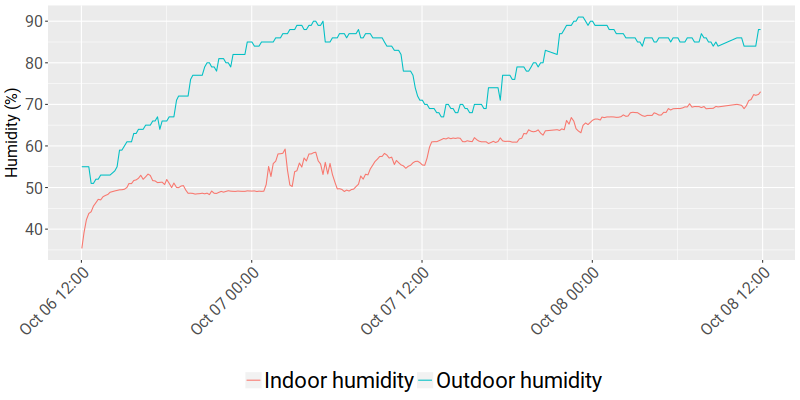 Humidity (%)
90
80
70
60
50
40
Oct 06 12:00
Oct 07 00:00
Oct 07 12:00
Oct 08 00:00
Oct 08 12:00
Indoor humidity
Outdoor humidity